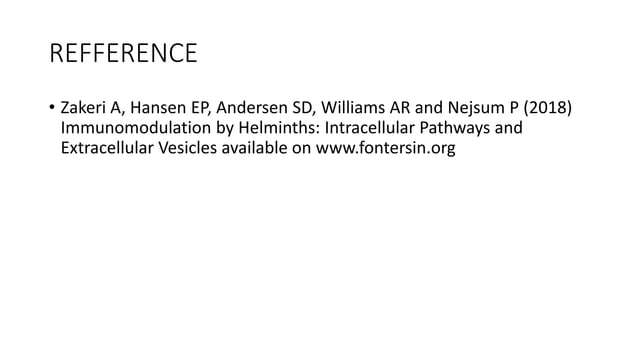 REFFERENCE
• Zakeri A, Hansen EP, Andersen SD, Williams AR and Nejsum P (2018)
Immunomodulation by Helminths: Intracellular Pathways and
Extracellular Vesicles available on www.fontersin.org